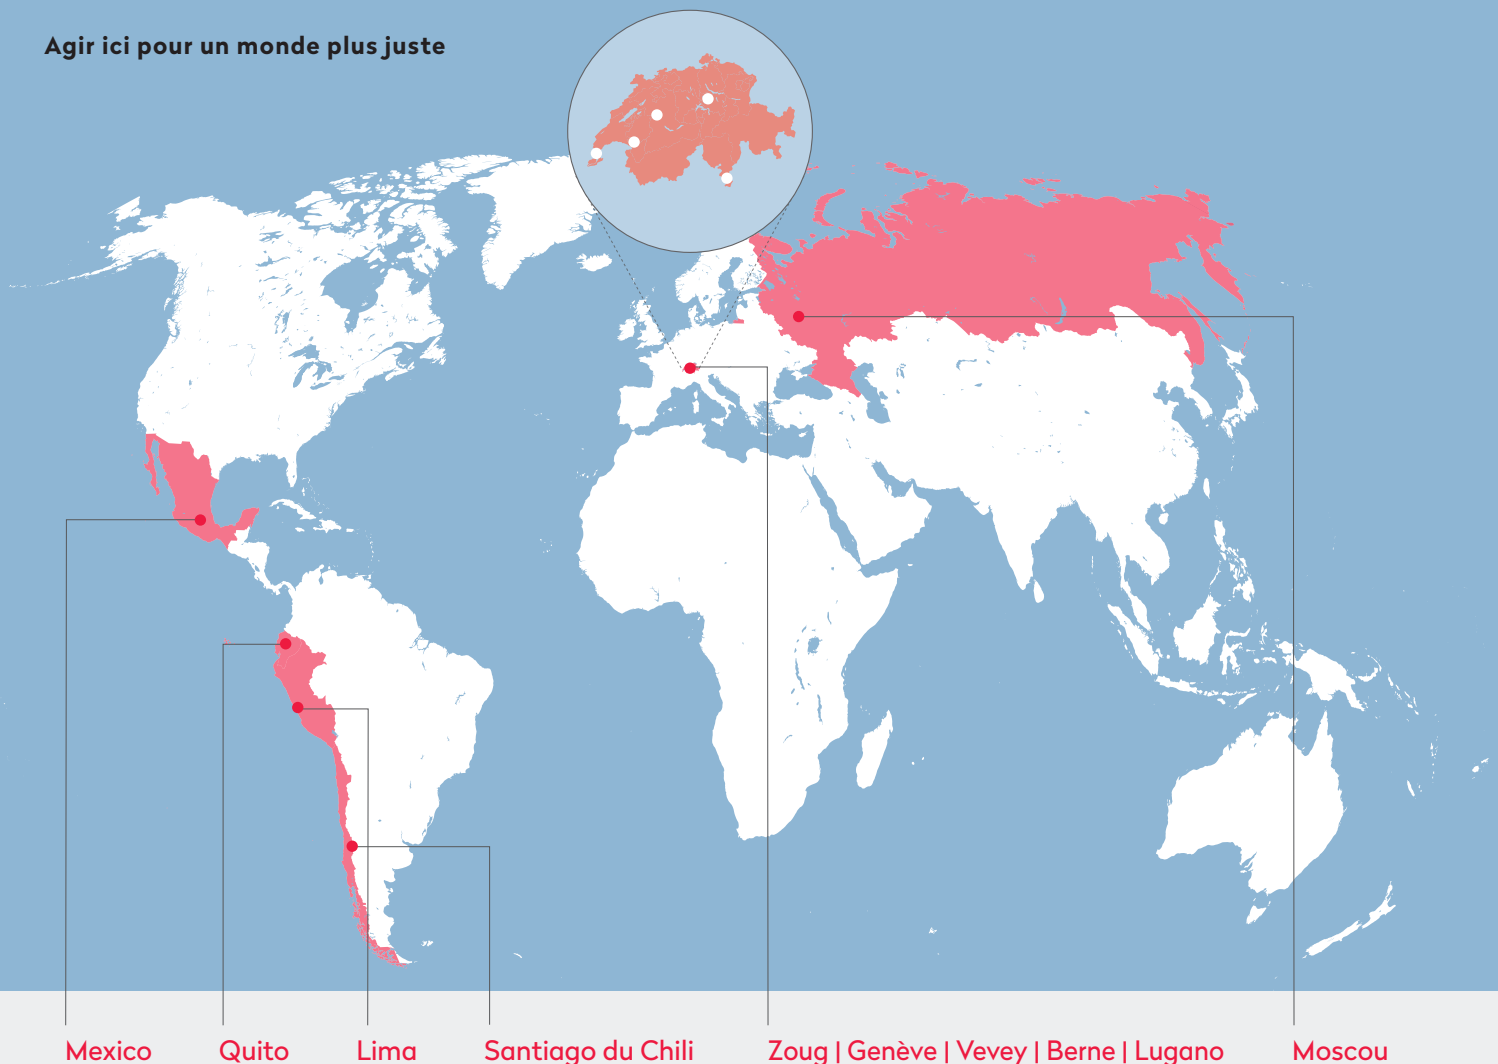 Agir ici pour un monde plus juste
Mexico
Quito
Lima
Santiago du Chili
Zoug | Genève | Vevey | Berne | Lugano
Moscou